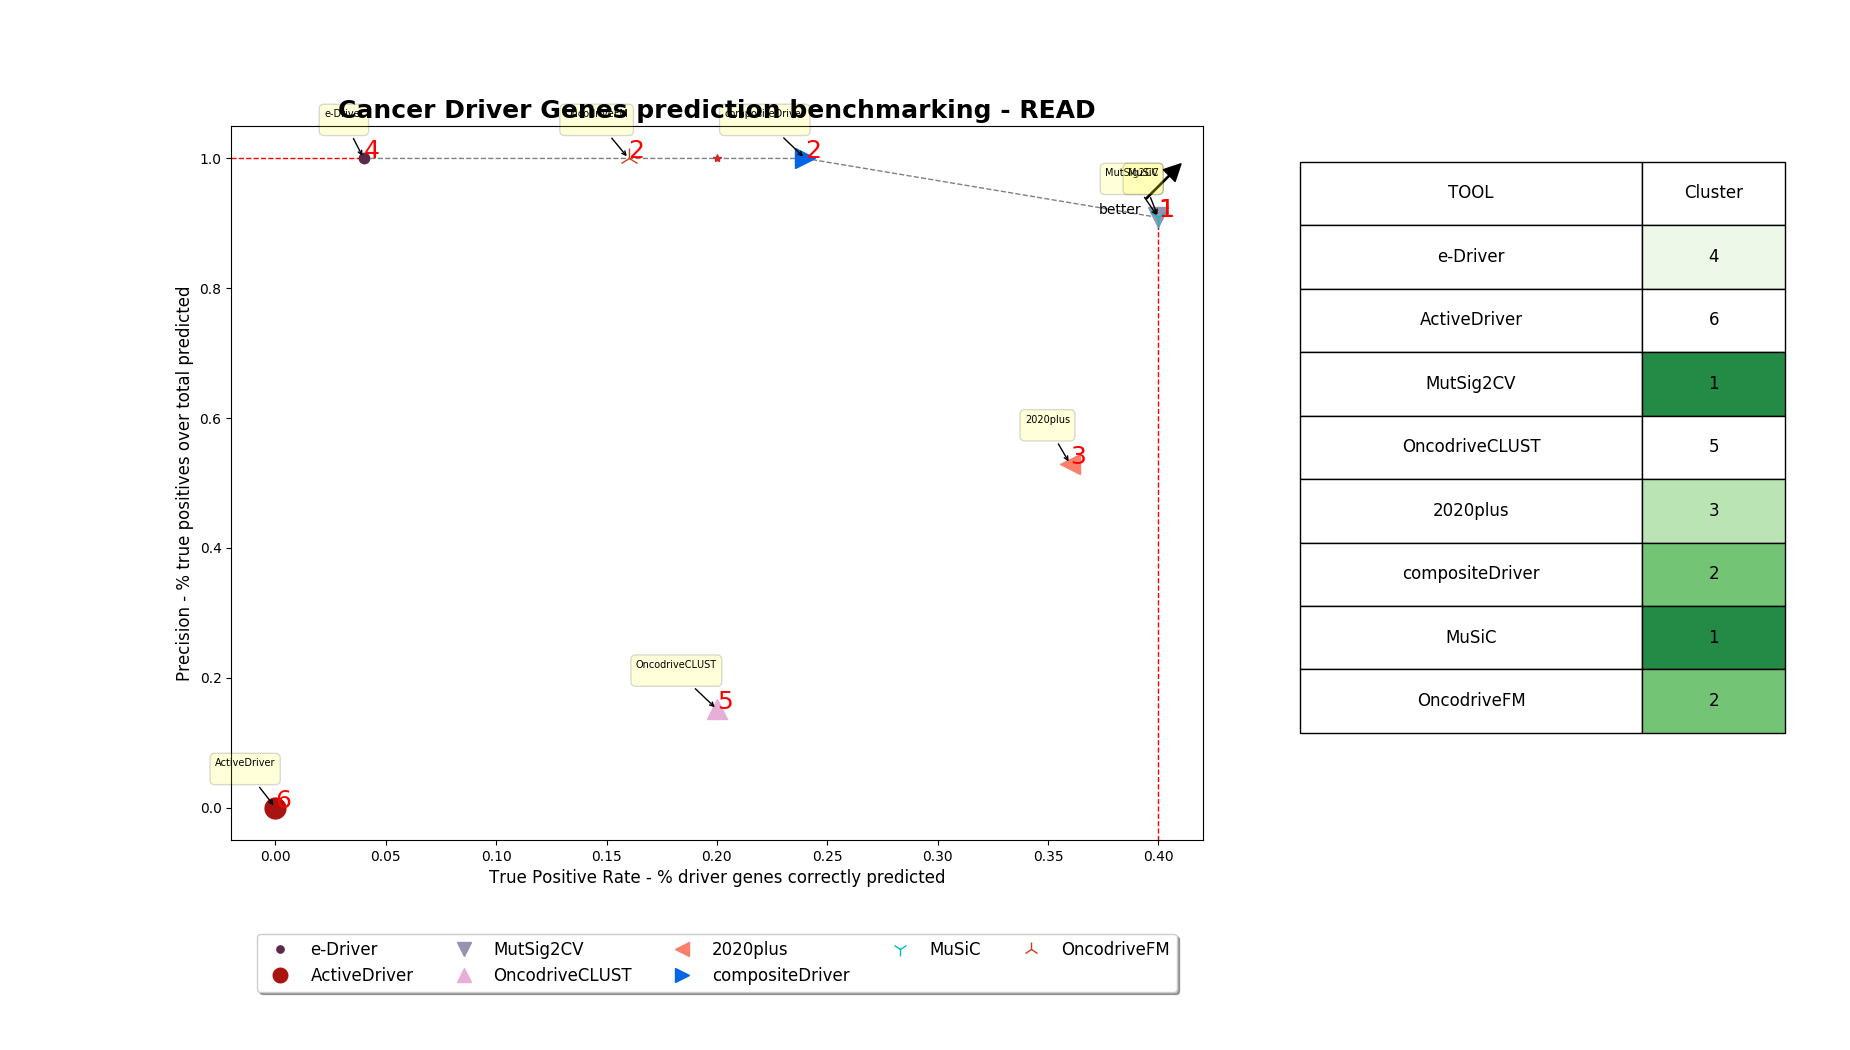 Cancer Driver Genes prediction benchmarking - READ
e-Driver
OncodriveFM
compositeDriver
4
2
2
MutSig2CV
MuSiC
better
1
2020plus
3
OncodriveCLUST
5
ActiveDriver
6
1.0
0.8
0.6
0.4
0.2
0.0
Precision - % true positives over total predicted
0.00 0.05 0.10 0.15 0.20 0.25 0.30 0.35 0.40
True Positive Rate - % driver genes correctly predicted
e-Driver MutSig2CV 2020plus MuSiC OncodriveFM
ActiveDriver OncodriveCLUST compositeDriver
TOOL Cluster
e-Driver 4
ActiveDriver 6
MutSig2CV 1
OncodriveCLUST 5
2020plus 3
compositeDriver 2
MuSiC 1
OncodriveFM 2